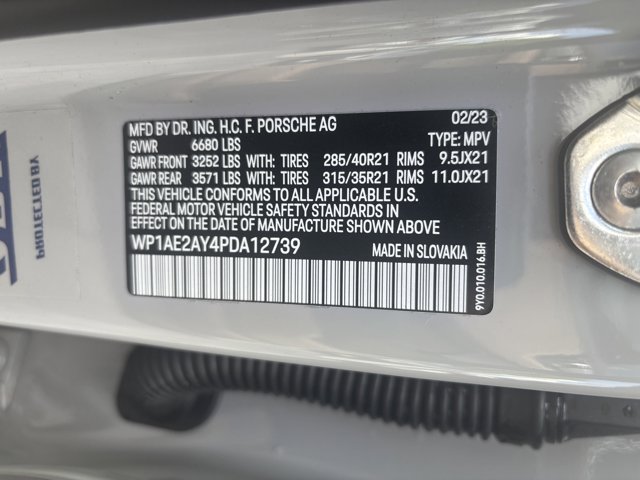 MFD BY DR. ING. H.C. F. PORSCHE AG 02/23
GVWR 6680 LBS TYPE: MPV
GAWR FRONT 3252 LBS WITH: TIRES 285/40R21 RIMS 9.5JX21
GAWR REAR 3571 LBS WITH: TIRES 315/35R21 RIMS 11.0JX21
THIS VEHICLE CONFORMS TO ALL APPLICABLE U.S.
FEDERAL MOTOR VEHICLE SAFETY STANDARDS IN
EFFECT ON THE DATE OF MANUFACTURE SHOWN ABOVE
WP1AE2AY4PDA12739 MADE IN SLOVAKIA
9Y0.010.016.BH
PROTECTED BY